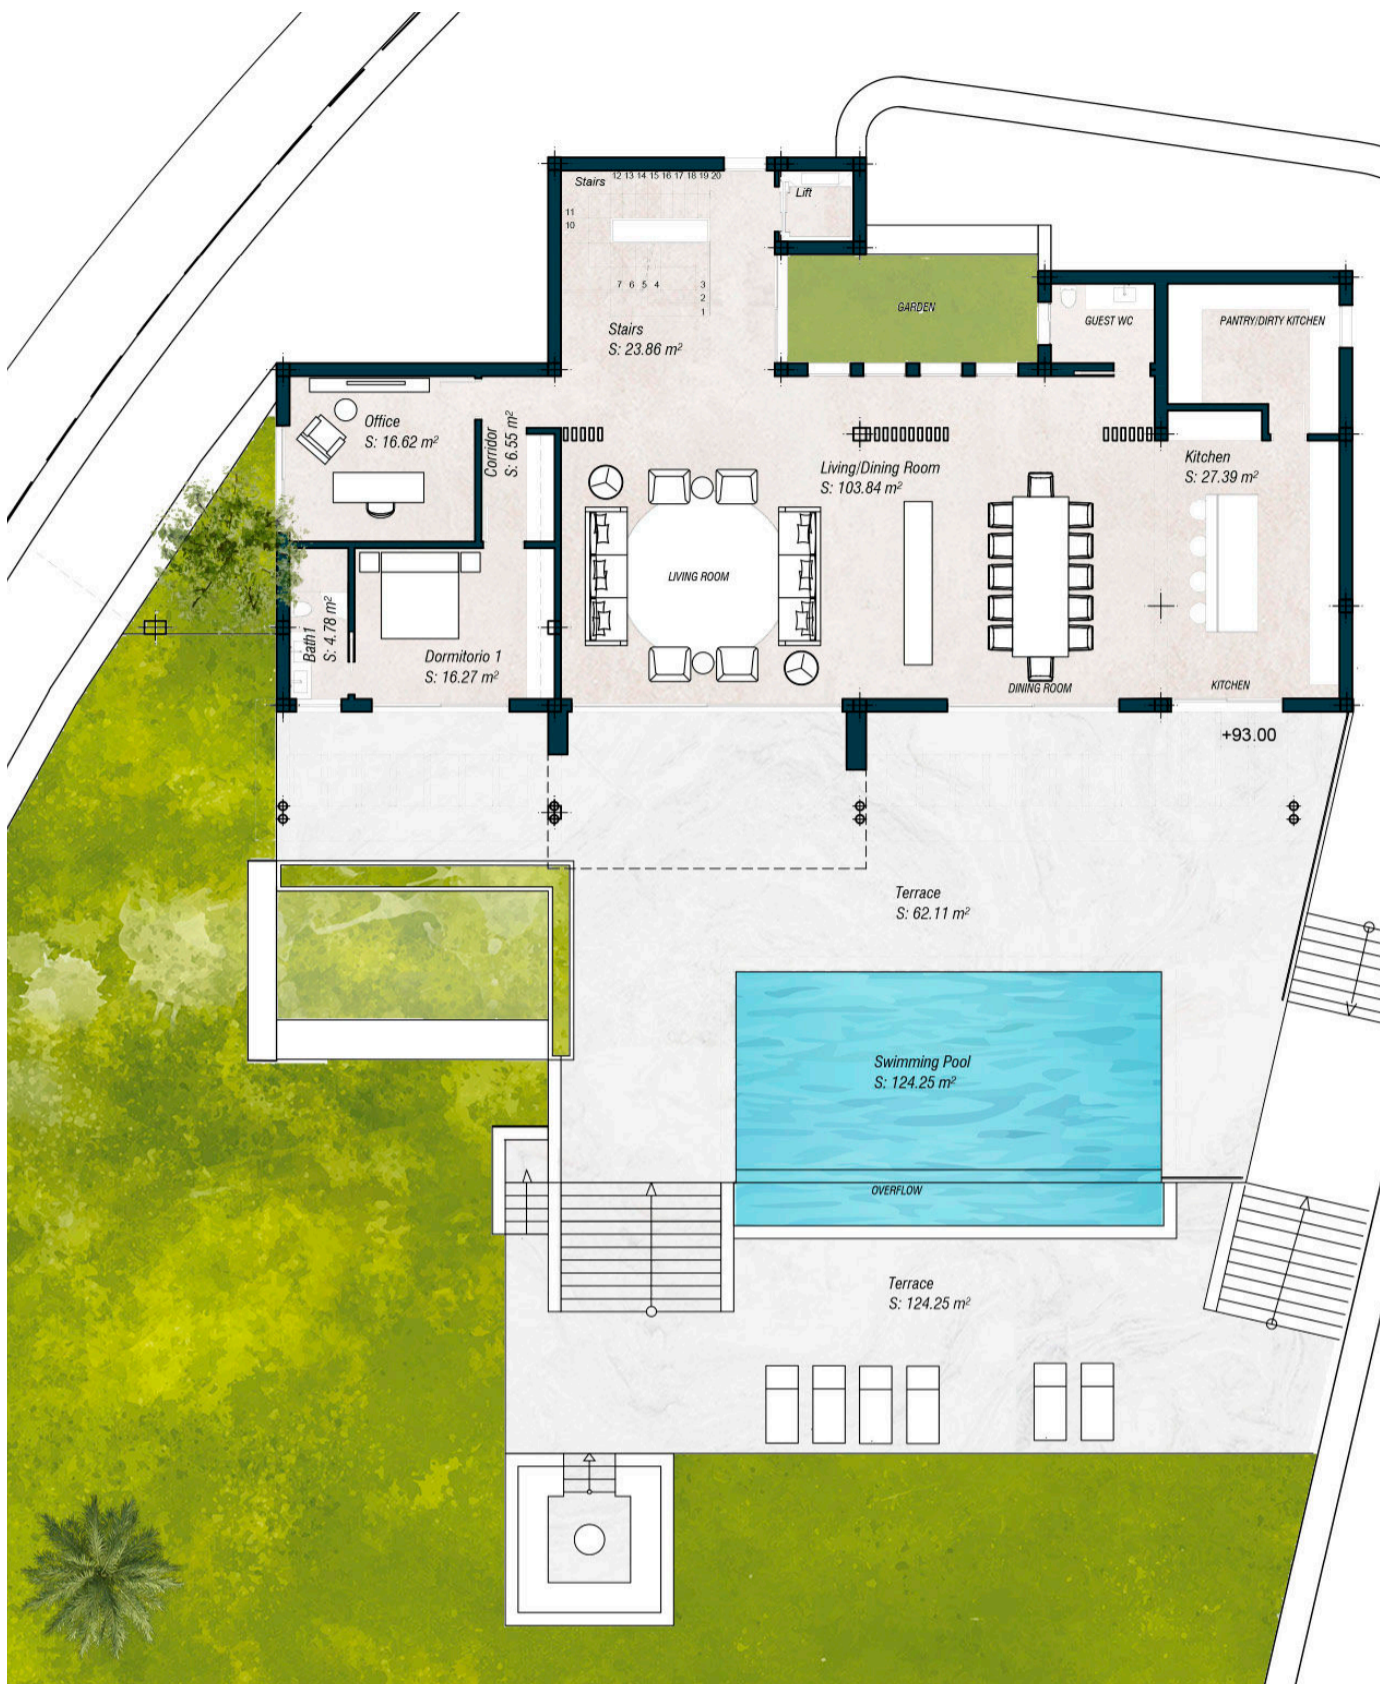 Stairs
12 13 14 15 16 17 18 19 20
Lift
11
10
7 6 5 4
3
2
1
GARDEN
GUEST WC
PANTRY/DIRTY KITCHEN
Stairs
S: 23.86 m²
Office
S: 16.62 m²
Corridor
S: 6.55 m²
Living/Dining Room
S: 103.84 m²
Kitchen
S: 27.39 m²
LIVING ROOM
Bath1
S: 4.78 m²
Dormitorio 1
S: 16.27 m²
DINING ROOM
KITCHEN
+93.00
Terrace
S: 62.11 m²
Swimming Pool
S: 124.25 m²
OVERFLOW
Terrace
S: 124.25 m²